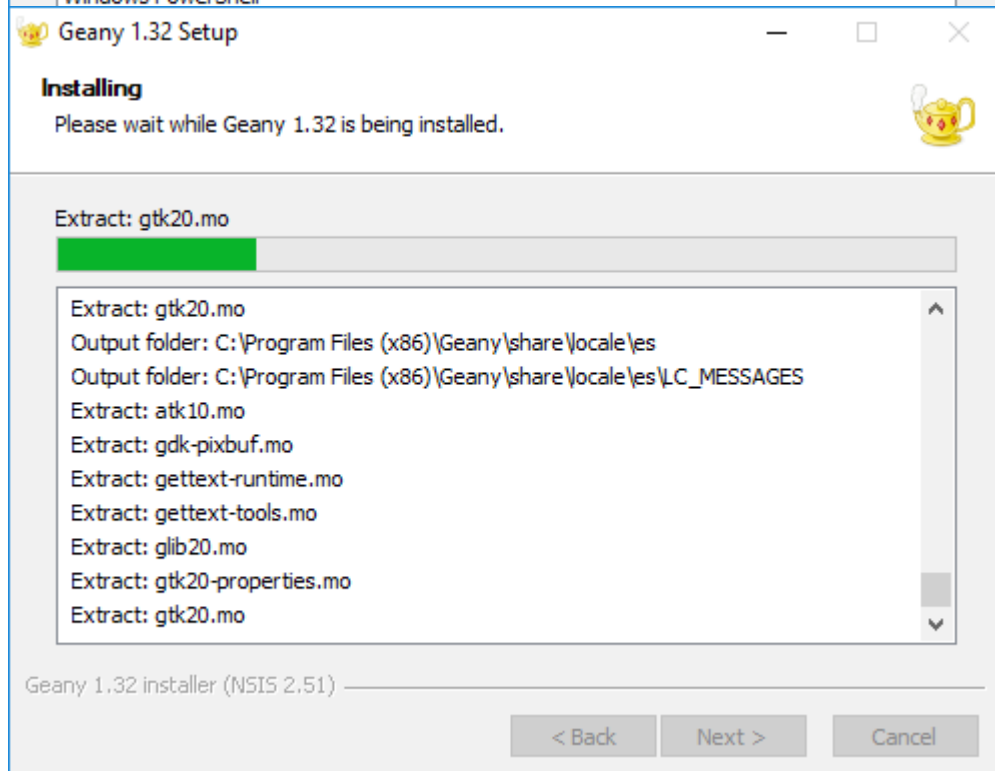 Windows PowerShell
Geany 1.32 Setup
Installing
Please wait while Geany 1.32 is being installed.
Extract: gtk20.mo
Extract: gtk20.mo
Output folder: C:\Program Files (x86)\Geany\share\locale\es
Output folder: C:\Program Files (x86)\Geany\share\locale\es\LC_MESSAGES
Extract: atk10.mo
Extract: gdk-pixbuf.mo
Extract: gettext-runtime.mo
Extract: gettext-tools.mo
Extract: glib20.mo
Extract: gtk20-properties.mo
Extract: gtk20.mo
Geany 1.32 installer (NSIS 2.51)
< Back Next > Cancel